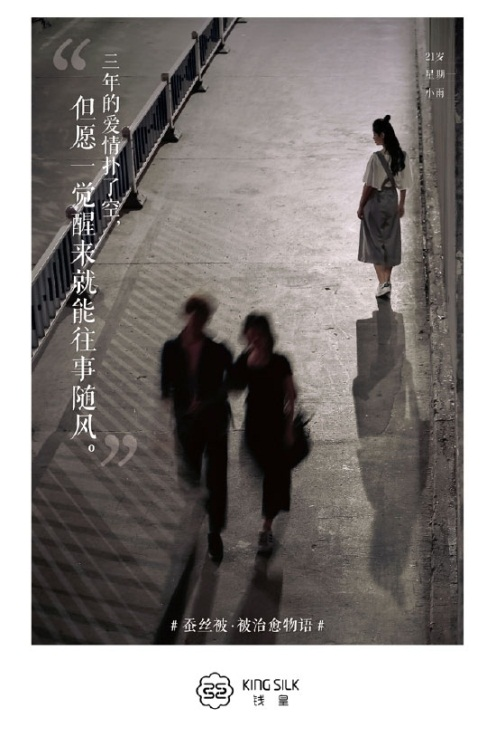 “
三年的爱情扑了空,
但愿一觉醒来就能往事随风。
”
21岁
星期
小雨
# 蚕丝被·被治愈物语 #
KING SILK
钱皇